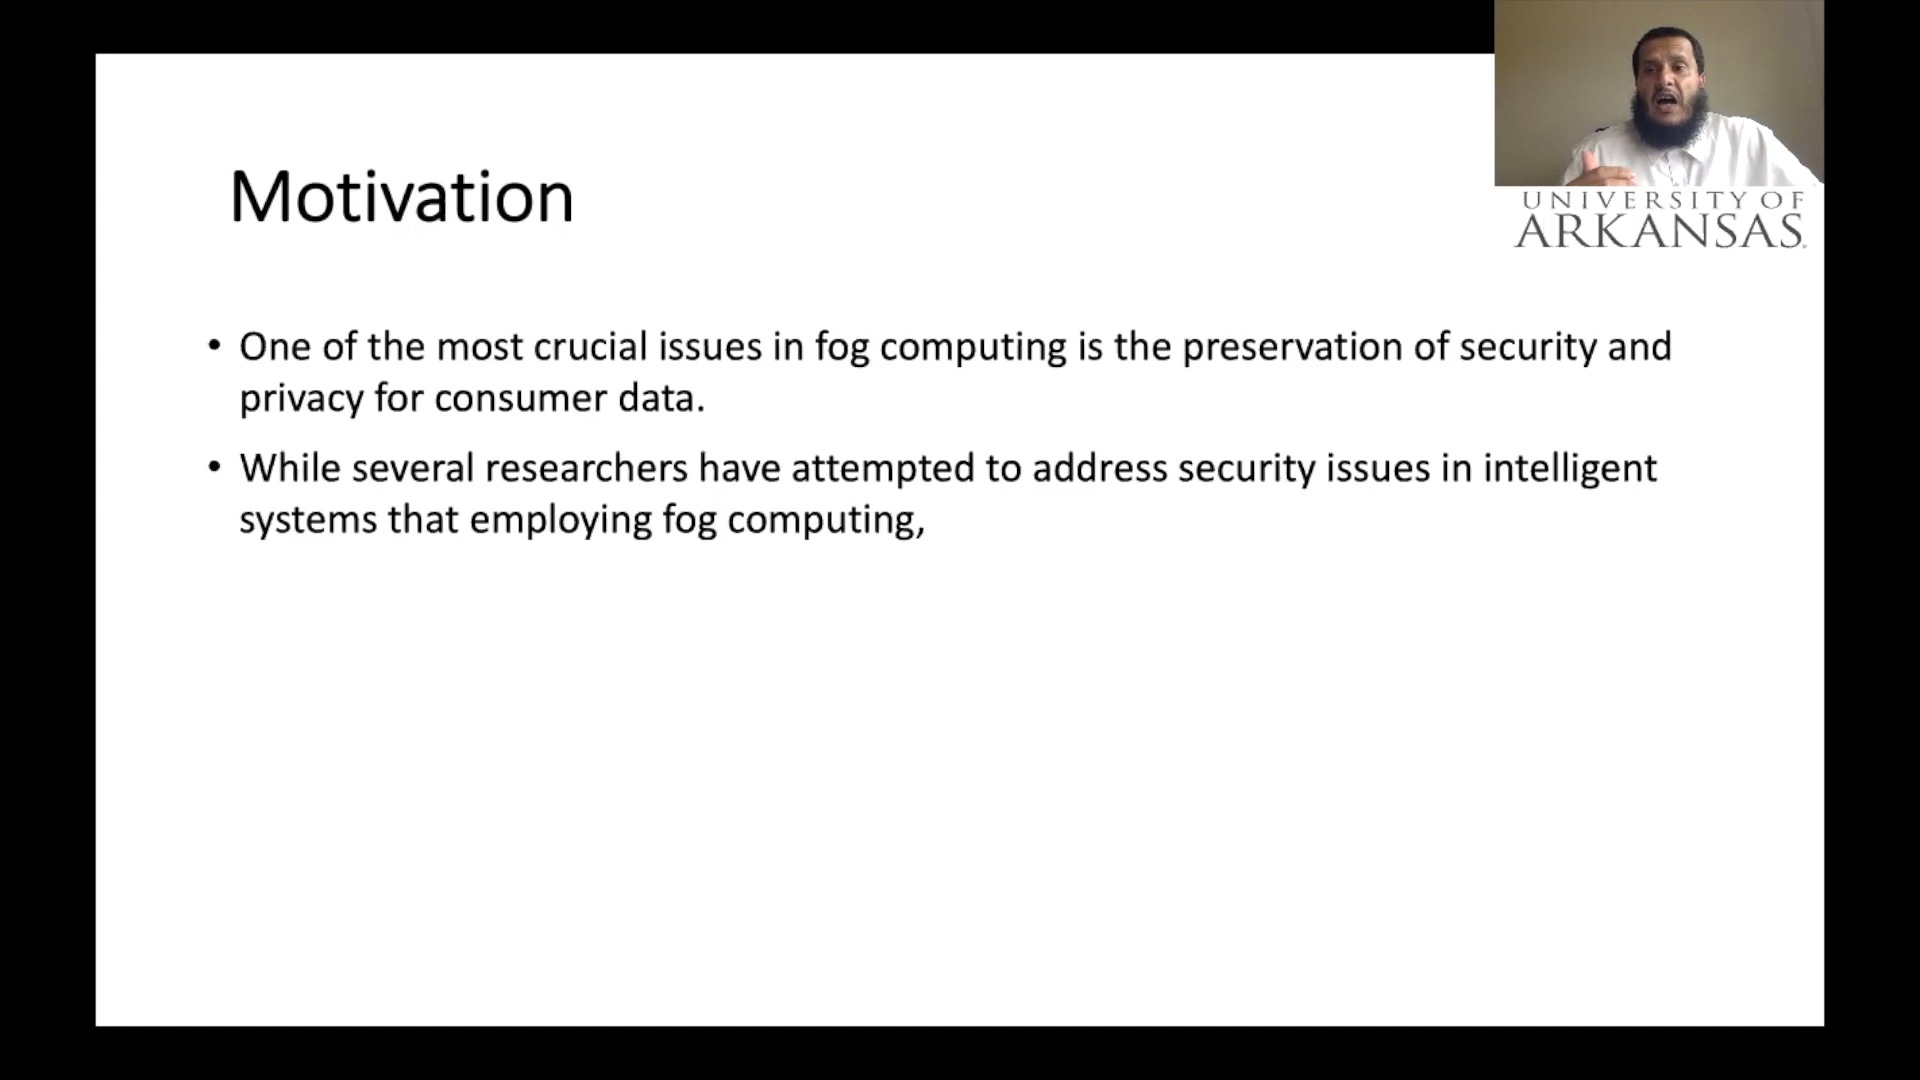 Motivation
UNIVERSITY OF
ARKANSAS
• One of the most crucial issues in fog computing is the preservation of security and
privacy for consumer data.
• While several researchers have attempted to address security issues in intelligent
systems that employing fog computing,